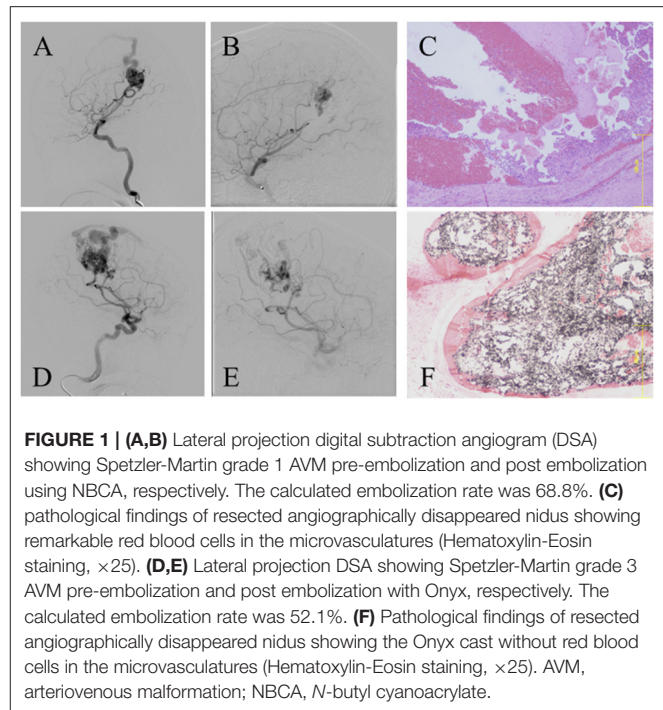 A
B
C
D
E
F
FIGURE 1 | (A,B) Lateral projection digital subtraction angiogram (DSA)
showing Spetzler-Martin grade 1 AVM pre-embolization and post embolization
using NBCA, respectively. The calculated embolization rate was 68.8%. (C)
pathological findings of resected angiographically disappeared nidus showing
remarkable red blood cells in the microvasculatures (Hematoxylin-Eosin
staining, ×25). (D,E) Lateral projection DSA showing Spetzler-Martin grade 3
AVM pre-embolization and post embolization with Onyx, respectively. The
calculated embolization rate was 52.1%. (F) Pathological findings of resected
angiographically disappeared nidus showing the Onyx cast without red blood
cells in the microvasculatures (Hematoxylin-Eosin staining, ×25). AVM,
arteriovenous malformation; NBCA, N-butyl cyanoacrylate.